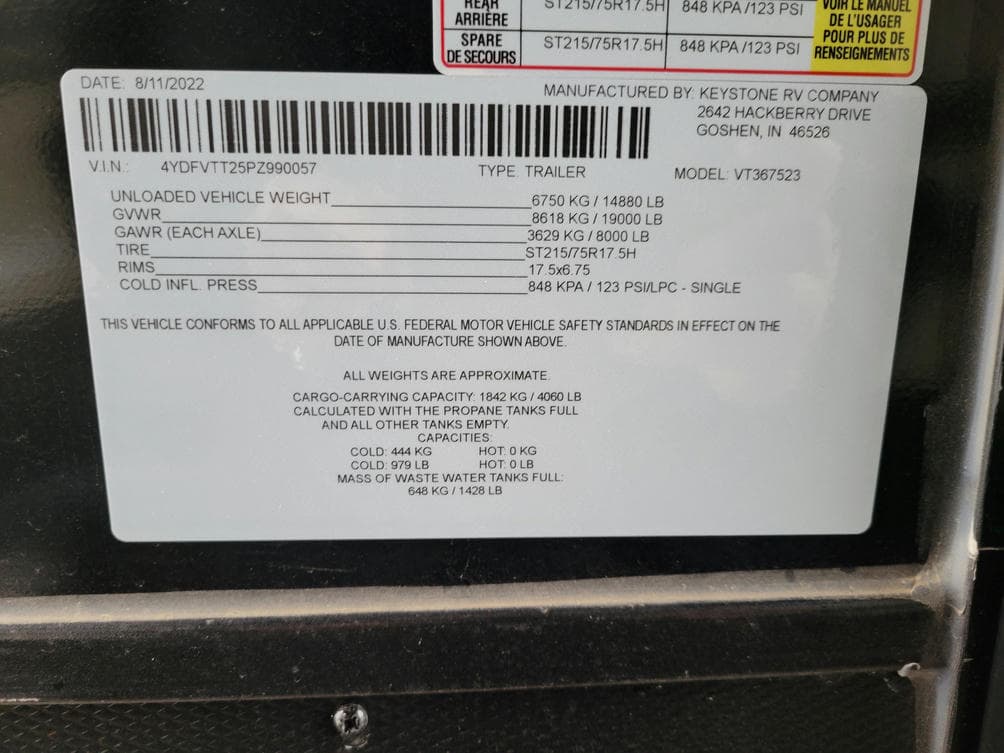 REAR ST215/75R17.5H 848 KPA /123 PSI VOIR LE MANUEL
ARRIÈRE DE L'USAGER
SPARE ST215/75R17.5H 848 KPA /123 PSI POUR PLUS DE
DE SECOURS RENSEIGNEMENTS
DATE: 8/11/2022
MANUFACTURED BY: KEYSTONE RV COMPANY
2642 HACKBERRY DRIVE
GOSHEN, IN 46526
V.I.N.: 4YDFVTT25PZ990057 TYPE TRAILER MODEL: VT367523
UNLOADED VEHICLE WEIGHT 6750 KG / 14880 LB
GVWR 8618 KG / 19000 LB
GAWR (EACH AXLE) 3629 KG / 8000 LB
TIRE ST215/75R17.5H
RIMS 17.5x6.75
COLD INFL. PRESS 848 KPA / 123 PSI/LPC - SINGLE
THIS VEHICLE CONFORMS TO ALL APPLICABLE U.S. FEDERAL MOTOR VEHICLE SAFETY STANDARDS IN EFFECT ON THE
DATE OF MANUFACTURE SHOWN ABOVE.
ALL WEIGHTS ARE APPROXIMATE.
CARGO-CARRYING CAPACITY: 1842 KG / 4060 LB
CALCULATED WITH THE PROPANE TANKS FULL
AND ALL OTHER TANKS EMPTY.
CAPACITIES:
COLD: 444 KG HOT: 0 KG
COLD: 979 LB HOT: 0 LB
MASS OF WASTE WATER TANKS FULL:
648 KG / 1428 LB